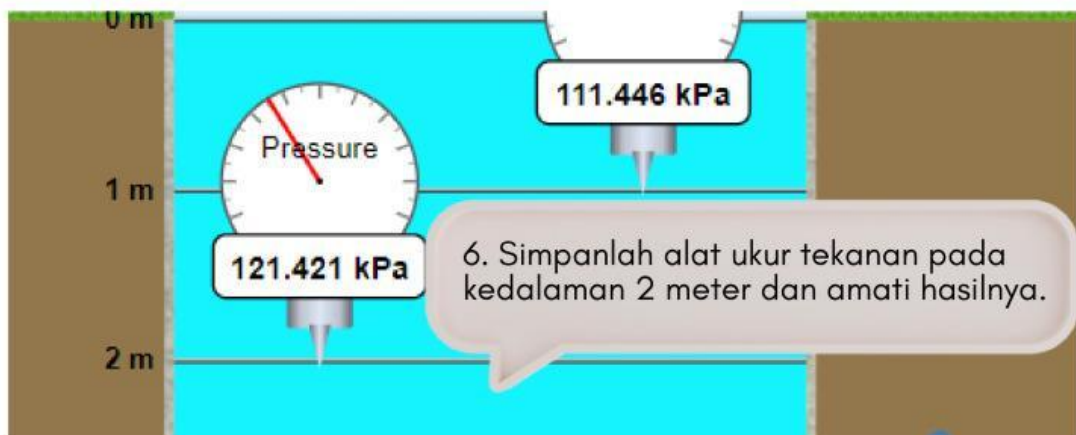 0 m
111.446 kPa
Pressure
1 m
121.421 kPa
6. Simpanlah alat ukur tekanan pada
kedalaman 2 meter dan amati hasilnya.
2 m